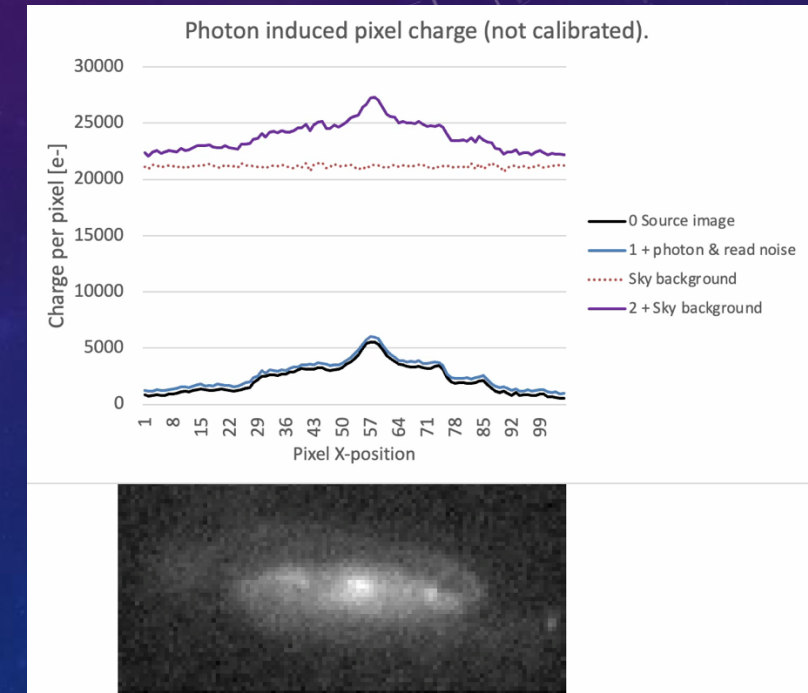 Photon induced pixel charge (not calibrated).
30000
25000
20000
15000
10000
5000
0
Charge per pixel [e-]
1 8 15 22 29 36 43 50 57 64 71 78 85 92 99
Pixel X-position
0 Source image
1 + photon & read noise
Sky background
2 + Sky background